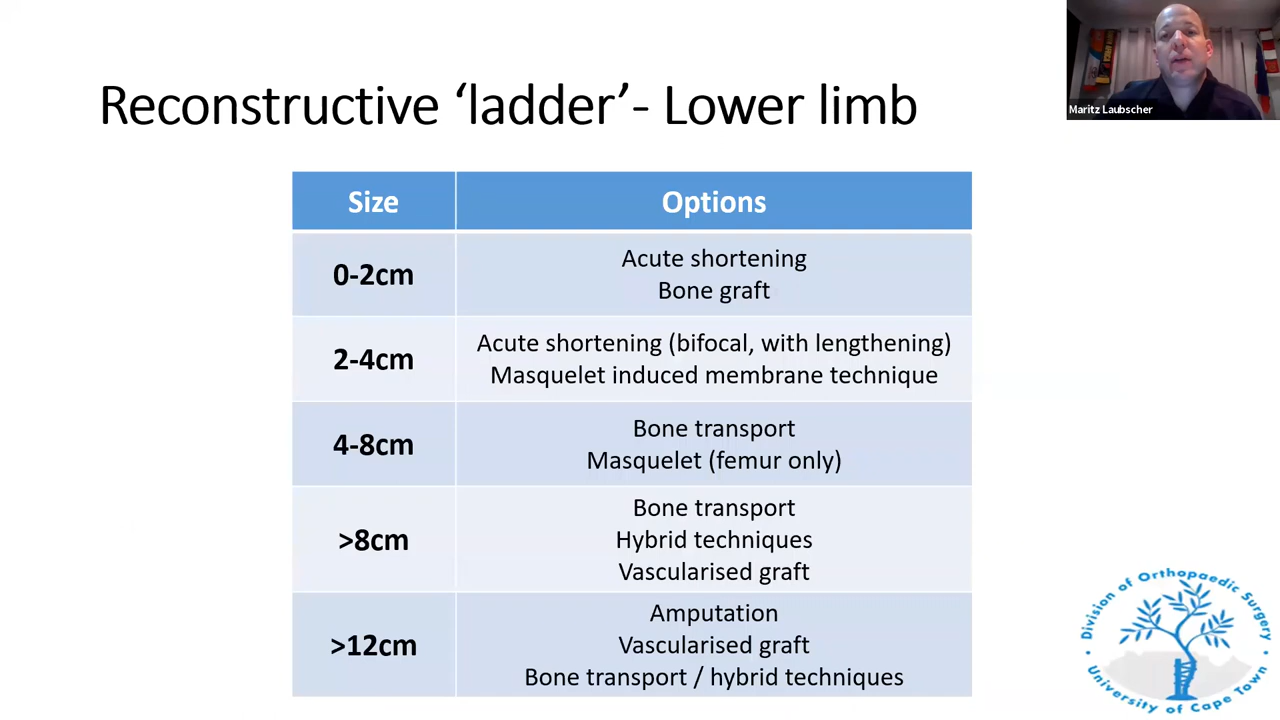 Reconstructive ‘ladder’- Lower limb
Maritz Laubscher
Size Options
0-2cm
Acute shortening
Bone graft
2-4cm
Acute shortening (bifocal, with lengthening)
Masquelet induced membrane technique
4-8cm
Bone transport
Masquelet (femur only)
>8cm
Bone transport
Hybrid techniques
Vascularised graft
>12cm
Amputation
Vascularised graft
Bone transport / hybrid techniques
Division of Orthopaedic Surgery
University of Cape Town